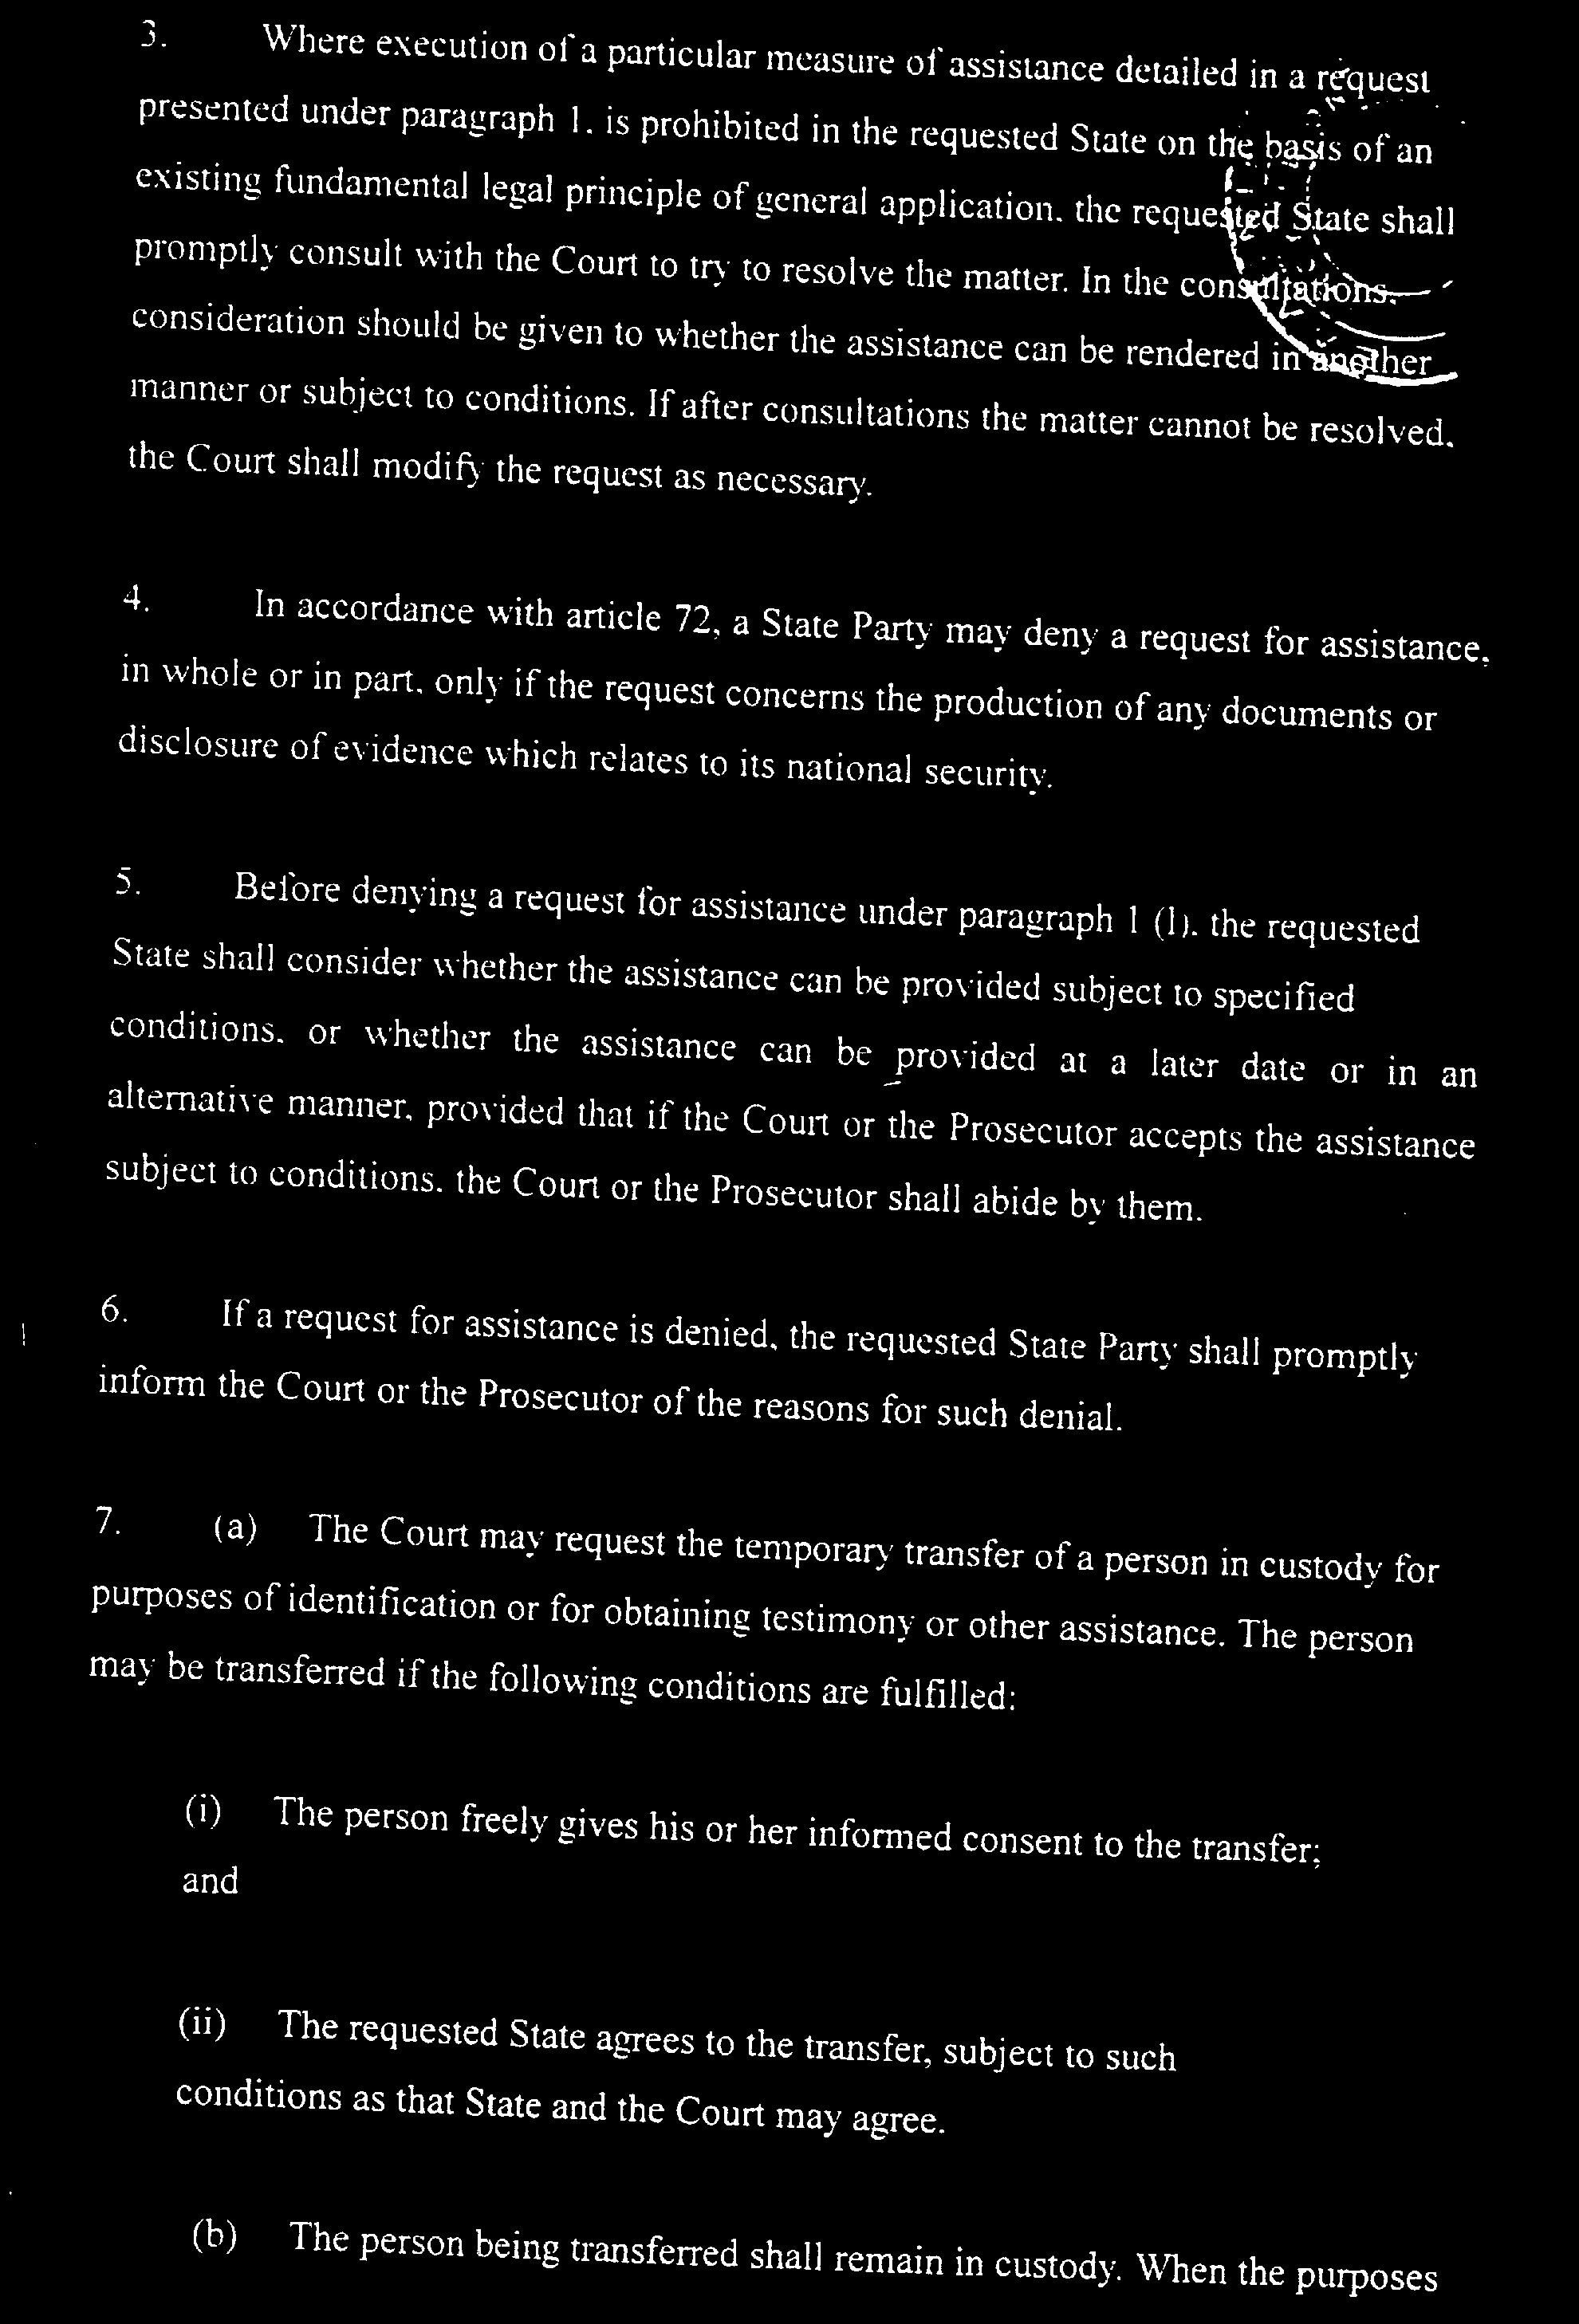 3. Where execution of a particular measure of assistance detailed in a request
presented under paragraph 1, is prohibited in the requested State on the basis of an
existing fundamental legal principle of general application, the requested State shall
promptly consult with the Court to try to resolve the matter. In the consultations,
consideration should be given to whether the assistance can be rendered in another
manner or subject to conditions. If after consultations the matter cannot be resolved,
the Court shall modify the request as necessary.
4. In accordance with article 72, a State Party may deny a request for assistance,
in whole or in part, only if the request concerns the production of any documents or
disclosure of evidence which relates to its national security.
5. Before denying a request for assistance under paragraph 1 (l), the requested
State shall consider whether the assistance can be provided subject to specified
conditions, or whether the assistance can be provided at a later date or in an
alternative manner, provided that if the Court or the Prosecutor accepts the assistance
subject to conditions, the Court or the Prosecutor shall abide by them.
6. If a request for assistance is denied, the requested State Party shall promptly
inform the Court or the Prosecutor of the reasons for such denial.
7. (a) The Court may request the temporary transfer of a person in custody for
purposes of identification or for obtaining testimony or other assistance. The person
may be transferred if the following conditions are fulfilled:
(i) The person freely gives his or her informed consent to the transfer;
and
(ii) The requested State agrees to the transfer, subject to such
conditions as that State and the Court may agree.
(b) The person being transferred shall remain in custody. When the purposes